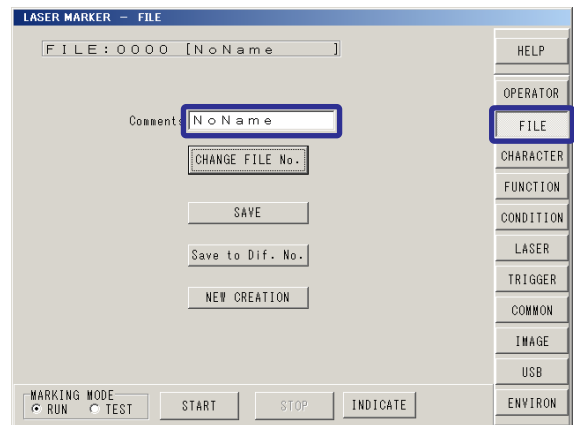 LASER MARKER － FILE
FILE:0000 [NoName ]
HELP
OPERATOR
Comment: NoName
FILE
CHANGE FILE No.
CHARACTER
FUNCTION
SAVE
CONDITION
Save to Dif. No.
LASER
TRIGGER
NEW CREATION
COMMON
IMAGE
USB
MARKING MODE
RUN TEST START STOP INDICATE
ENVIRON